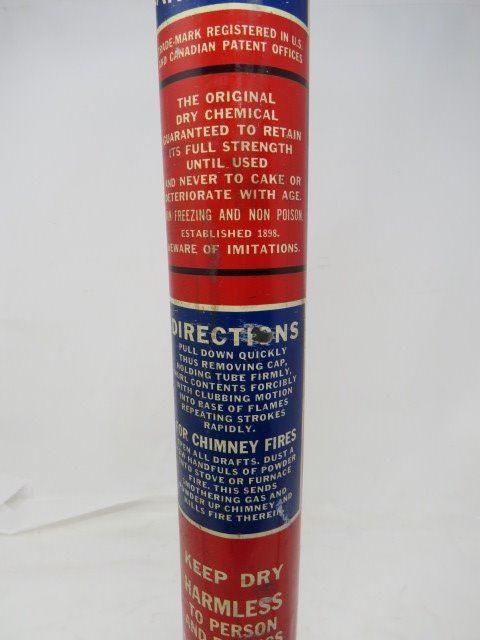 TRADE-MARK REGISTERED IN U.S.
AND CANADIAN PATENT OFFICES
THE ORIGINAL
DRY CHEMICAL
GUARANTEED TO RETAIN
ITS FULL STRENGTH
UNTIL USED
AND NEVER TO CAKE OR
DETERIORATE WITH AGE.
NON FREEZING AND NON POISON.
ESTABLISHED 1898.
BEWARE OF IMITATIONS.
DIRECTIONS
PULL DOWN QUICKLY
THUS REMOVING CAP,
HOLDING TUBE FIRMLY,
HURL CONTENTS FORCIBLY
WITH CLUBBING MOTION
INTO BASE OF FLAMES
REPEATING STROKES
RAPIDLY.
FOR CHIMNEY FIRES
OPEN ALL DRAFTS. DUST A
FEW HANDFULS OF POWDER
INTO STOVE OR FURNACE
FIRE. THIS SENDS
SMOTHERING GAS AND
POWDER UP CHIMNEY AND
KILLS FIRE THEREIN.
KEEP DRY
HARMLESS
TO PERSON
AND